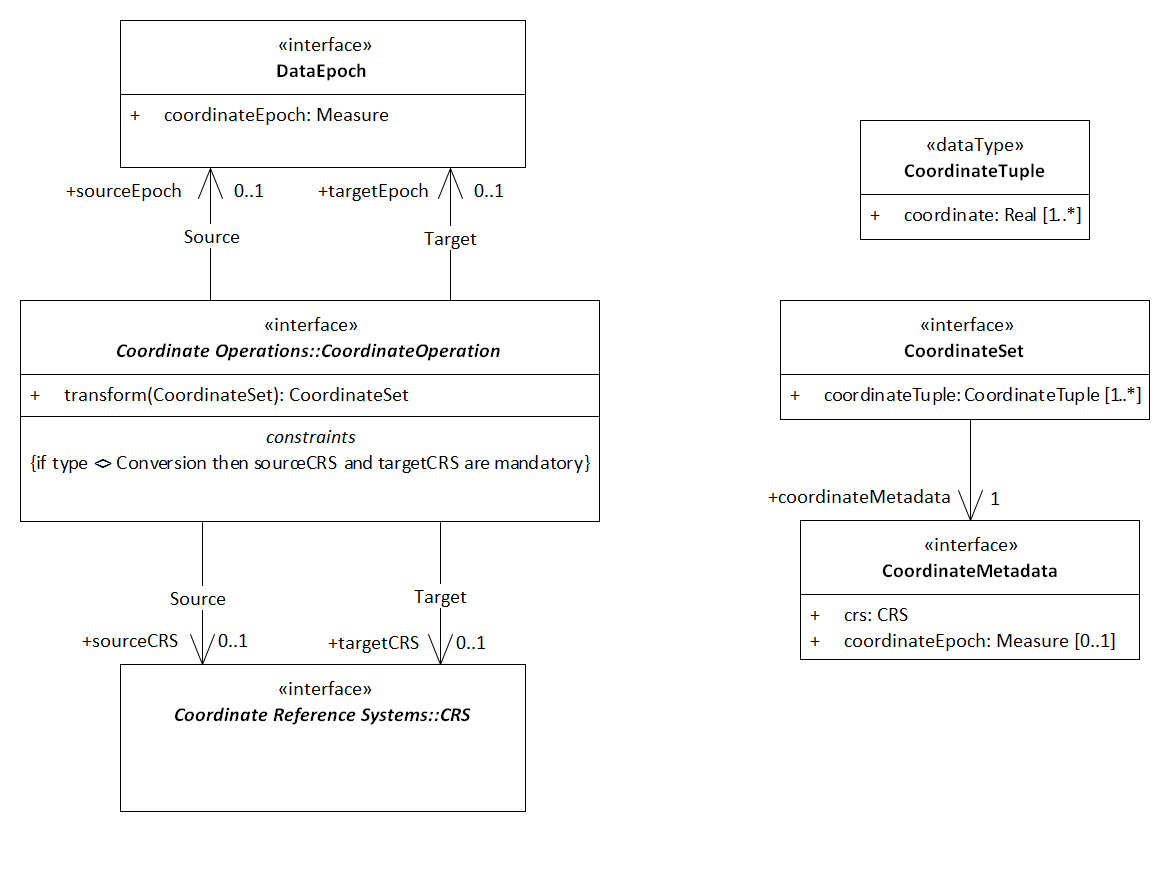 «interface»
DataEpoch
+ coordinateEpoch: Measure
+sourceEpoch 0..1 +targetEpoch 0..1
Source Target
«interface»
Coordinate Operations::CoordinateOperation
+ transform(CoordinateSet): CoordinateSet
constraints
{if type <> Conversion then sourceCRS and targetCRS are mandatory}
Source Target
+sourceCRS 0..1 +targetCRS 0..1
«interface»
Coordinate Reference Systems::CRS
«dataType»
CoordinateTuple
+ coordinate: Real [1..*]
«interface»
CoordinateSet
+ coordinateTuple: CoordinateTuple [1..*]
+coordinateMetadata 1
«interface»
CoordinateMetadata
+ crs: CRS
+ coordinateEpoch: Measure [0..1]